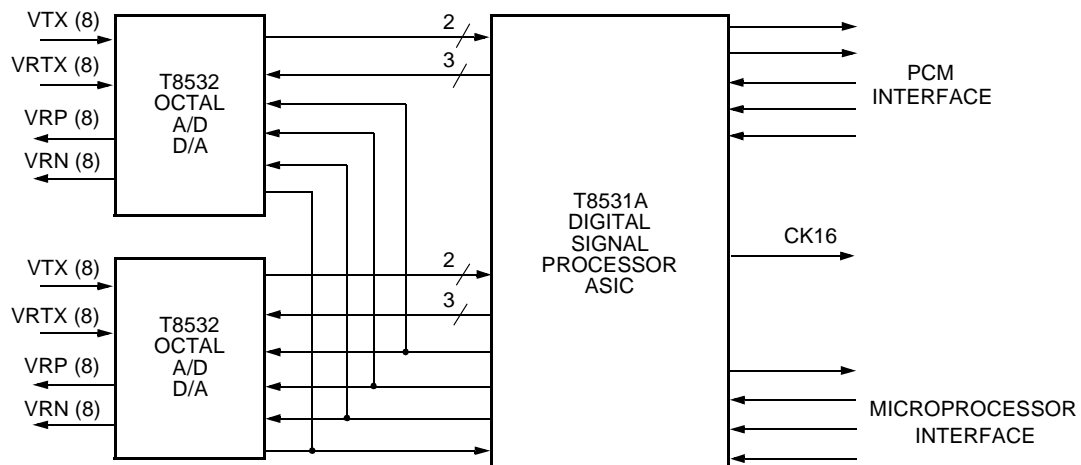 VTX (8)
VRTX (8)
VRP (8)
VRN (8)
T8532
OCTAL
A/D
D/A
2
3
VTX (8)
VRTX (8)
VRP (8)
VRN (8)
T8532
OCTAL
A/D
D/A
2
3
T8531A
DIGITAL
SIGNAL
PROCESSOR
ASIC
PCM
INTERFACE
CK16
MICROPROCESSOR
INTERFACE